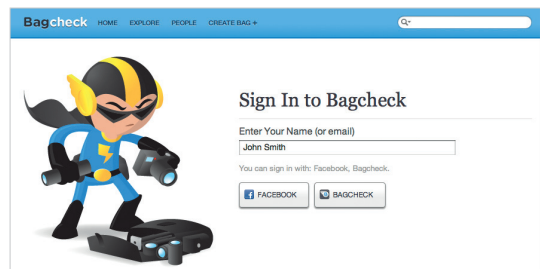 Bagcheck HOME EXPLORE PEOPLE CREATE BAG +
Sign In to Bagcheck
Enter Your Name (or email)
John Smith
You can sign in with: Facebook, Bagcheck.
FACEBOOK BAGCHECK